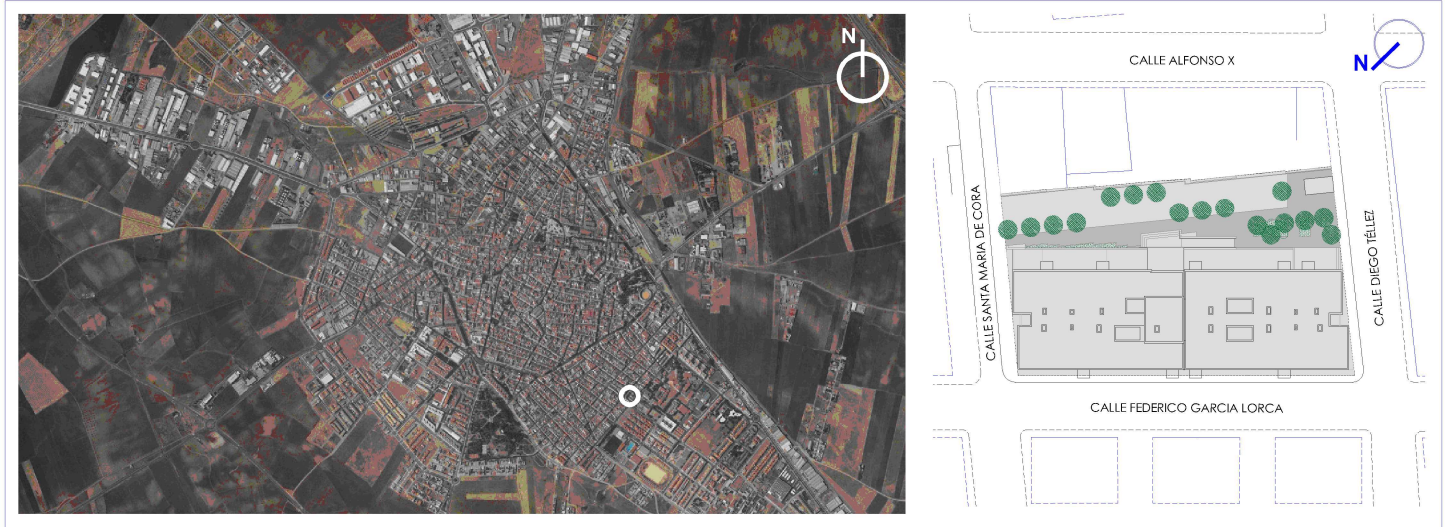 N
N
CALLE ALFONSO X
CALLE SANTA MARIA DE CORA
CALLE DIEGO TÉLLEZ
CALLE FEDERICO GARCIA LORCA